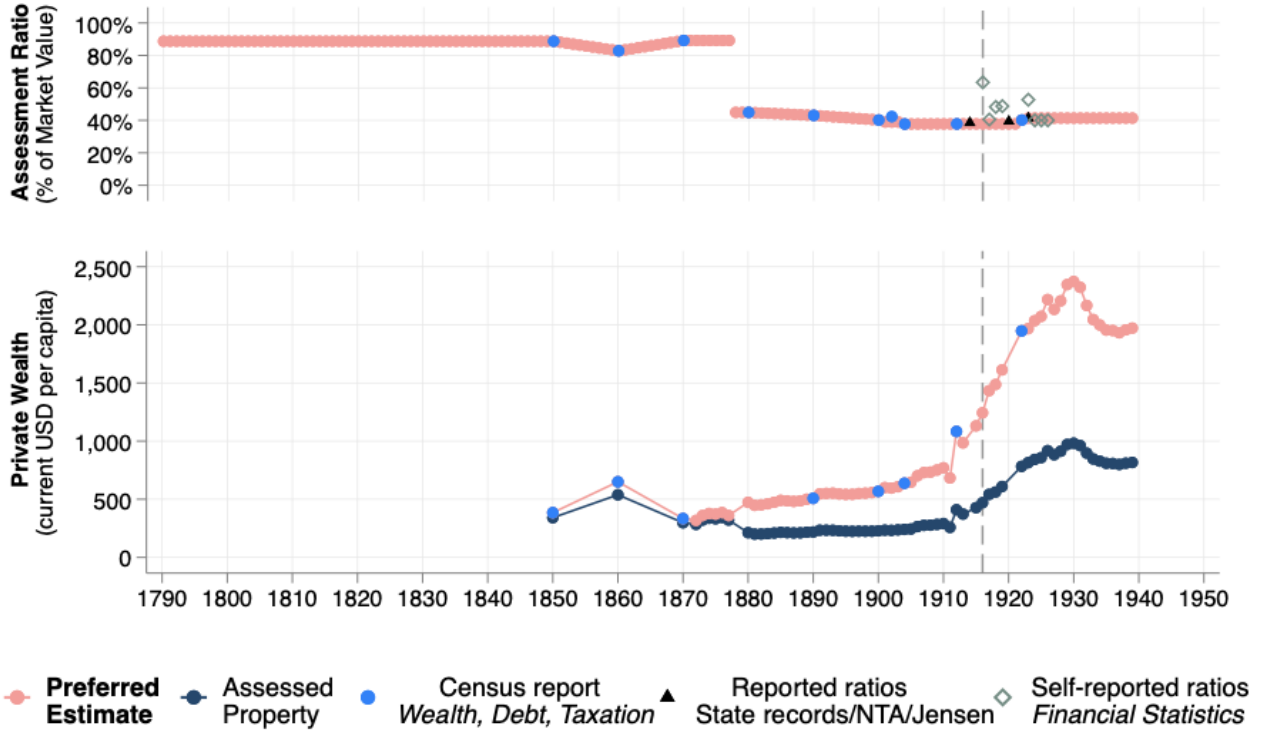 Assessment Ratio
(% of Market Value)
100%
80%
60%
40%
20%
0%
Private Wealth
(current USD per capita)
2,500
2,000
1,500
1,000
500
0
1790 1800 1810 1820 1830 1840 1850 1860 1870 1880 1890 1900 1910 1920 1930 1940 1950
Preferred
Estimate
Assessed
Property
Census report
Wealth, Debt, Taxation
Reported ratios
State records/NTA/Jensen
Self-reported ratios
Financial Statistics